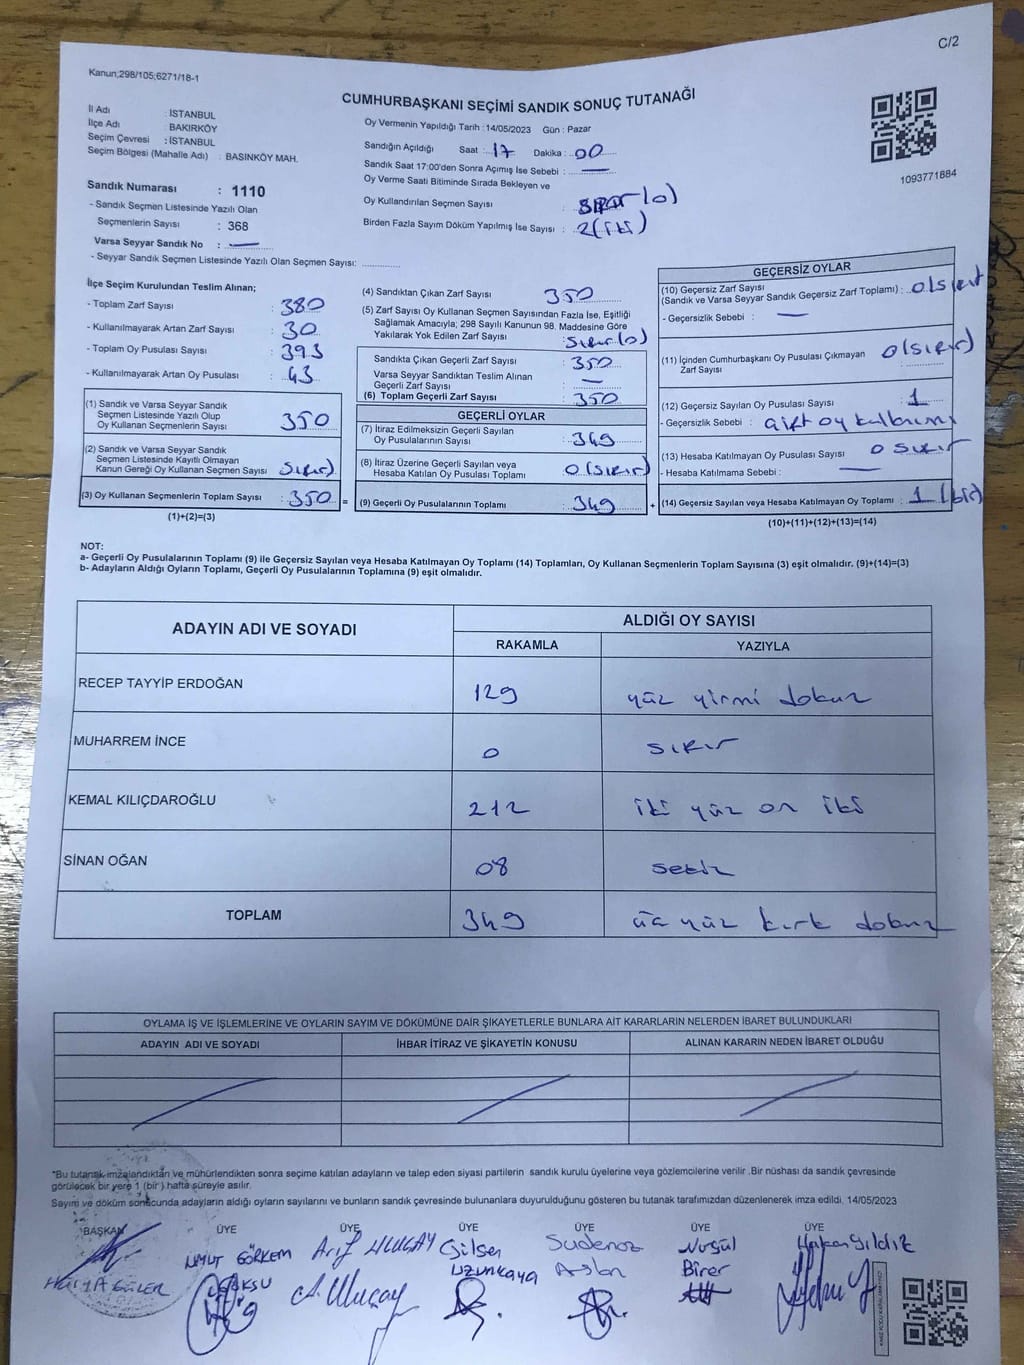 C/2
Kanun;298/105;6271/18-1
CUMHURBAŞKANI SEÇİMİ SANDIK SONUÇ TUTANAĞI
İl Adı : İSTANBUL
İlçe Adı : BAKIRKÖY
Seçim Çevresi : İSTANBUL
Seçim Bölgesi (Mahalle Adı) : BASINKÖY MAH.
Oy Vermenin Yapıldığı Tarih :14/05/2023 Gün : Pazar
Sandığın Açıldığı Saat :17 Dakika :00
Sandık Saat 17:00'den Sonra Açımış İse Sebebi : —
Oy Verme Saati Bitiminde Sırada Bekleyen ve
Oy Kullandırılan Seçmen Sayısı : (0)
Birden Fazla Sayım Döküm Yapılmış İse Sayısı : 2(iki)
1093771884
Sandık Numarası : 1110
- Sandık Seçmen Listesinde Yazılı Olan
Seçmenlerin Sayısı : 368
Varsa Seyyar Sandık No : —
- Seyyar Sandık Seçmen Listesinde Yazılı Olan Seçmen Sayısı:
İlçe Seçim Kurulundan Teslim Alınan;
- Toplam Zarf Sayısı : 380
- Kullanılmayarak Artan Zarf Sayısı : 30
- Toplam Oy Pusulası Sayısı : 393
- Kullanılmayarak Artan Oy Pusulası : 43
(1) Sandık ve Varsa Seyyar Sandık
Seçmen Listesinde Yazılı Olup
Oy Kullanan Seçmenlerin Sayısı : 350
(2) Sandık ve Varsa Seyyar Sandık
Seçmen Listesinde Kayıtlı Olmayan
Kanun Gereği Oy Kullanan Seçmen Sayısı : sıfır)
(3) Oy Kullanan Seçmenlerin Toplam Sayısı : 350 =
(1)+(2)=(3)
(4) Sandıktan Çıkan Zarf Sayısı : 350
(5) Zarf Sayısı Oy Kullanan Seçmen Sayısından Fazla İse, Eşitliği
Sağlamak Amacıyla; 298 Sayılı Kanunun 98. Maddesine Göre
Yakılarak Yok Edilen Zarf Sayısı : sıfır(0)
Sandıkta Çıkan Geçerli Zarf Sayısı : 350
Varsa Seyyar Sandıktan Teslim Alınan
Geçerli Zarf Sayısı : —
(6) Toplam Geçerli Zarf Sayısı : 350
GEÇERLİ OYLAR
(7) İtiraz Edilmeksizin Geçerli Sayılan
Oy Pusulalarının Sayısı : 349
(8) İtiraz Üzerine Geçerli Sayılan veya
Hesaba Katılan Oy Pusulası Toplamı : 0 (sıfır)
(9) Geçerli Oy Pusulalarının Toplamı : 349 +
GEÇERSİZ OYLAR
(10) Geçersiz Zarf Sayısı
(Sandık ve Varsa Seyyar Sandık Geçersiz Zarf Toplamı) : 0(sıfır
- Geçersizlik Sebebi : —
(11) İçinden Cumhurbaşkanı Oy Pusulası Çıkmayan
Zarf Sayısı : 0(sıfır)
(12) Geçersiz Sayılan Oy Pusulası Sayısı : 1
- Geçersizlik Sebebi : çift oy kullanımı
(13) Hesaba Katılmayan Oy Pusulası Sayısı : 0 sıfır
- Hesaba Katılmama Sebebi : —
(14) Geçersiz Sayılan veya Hesaba Katılmayan Oy Toplamı : 1 (bir)
(10)+(11)+(12)+(13)=(14)
NOT:
a- Geçerli Oy Pusulalarının Toplamı (9) ile Geçersiz Sayılan veya Hesaba Katılmayan Oy Toplamı (14) Toplamları, Oy Kullanan Seçmenlerin Toplam Sayısına (3) eşit olmalıdır. (9)+(14)=(3)
b- Adayların Aldığı Oyların Toplamı, Geçerli Oy Pusulalarının Toplamına (9) eşit olmalıdır.
ADAYIN ADI VE SOYADI
ALDIĞI OY SAYISI
RAKAMLA YAZIYLA
RECEP TAYYİP ERDOĞAN 129 yüz yirmi dokuz
MUHARREM İNCE 0 sıfır
KEMAL KILIÇDAROĞLU 212 iki yüz on iki
SİNAN OĞAN 08 sekiz
TOPLAM 349 üç yüz kırk dokuz
OYLAMA İŞ VE İŞLEMLERİNE VE OYLARIN SAYIM VE DÖKÜMÜNE DAİR ŞİKAYETLERLE BUNLARA AİT KARARLARIN NELERDEN İBARET BULUNDUKLARI
ADAYIN ADI VE SOYADI İHBAR İTİRAZ VE ŞİKAYETİN KONUSU ALINAN KARARIN NEDEN İBARET OLDUĞU
"Bu tutanak imzalandıktan ve mühürlendikten sonra seçime katılan adayların ve talep eden siyasi partilerin sandık kurulu üyelerine veya gözlemcilerine verilir .Bir nüshası da sandık çevresinde
görülecek bir yere 1 (bir ) hafta süreyle asılır.
Sayım ve döküm sonucunda adayların aldığı oyların sayılarını ve bunların sandık çevresinde bulunanlara duyurulduğunu gösteren bu tutanak tarafımızdan düzenlenerek imza edildi. 14/05/2023
BAŞKAN ÜYE ÜYE ÜYE ÜYE ÜYE ÜYE
HÜLYA GÜLER
UMUT GÖRKEM
GÖKSU
Arif ULUÇAY
A. Uluçay
Gülsen
UZUNKAYA
Sudenaz
Aslan
Nuşül
Birer
Hakan Yıldız